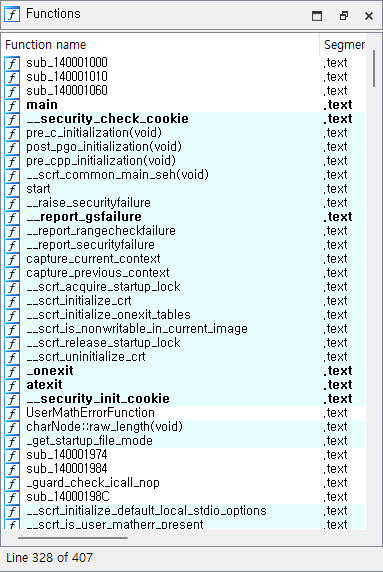 Functions
Function name Segmer
sub_140001000 .text
sub_140001010 .text
sub_140001060 .text
main .text
__security_check_cookie .text
pre_c_initialization(void) .text
post_pgo_initialization(void) .text
pre_cpp_initialization(void) .text
__scrt_common_main_seh(void) .text
start .text
__raise_securityfailure .text
__report_gsfailure .text
__report_rangecheckfailure .text
__report_securityfailure .text
capture_current_context .text
capture_previous_context .text
__scrt_acquire_startup_lock .text
__scrt_initialize_crt .text
__scrt_initialize_onexit_tables .text
__scrt_is_nonwritable_in_current_image .text
__scrt_release_startup_lock .text
__scrt_uninitialize_crt .text
_onexit .text
atexit .text
__security_init_cookie .text
UserMathErrorFunction .text
charNode::raw_length(void) .text
_get_startup_file_mode .text
sub_140001974 .text
sub_140001984 .text
_guard_check_icall_nop .text
sub_14000198C .text
__scrt_initialize_default_local_stdio_options .text
__scrt_is_user_matherr_present .text
Line 328 of 407